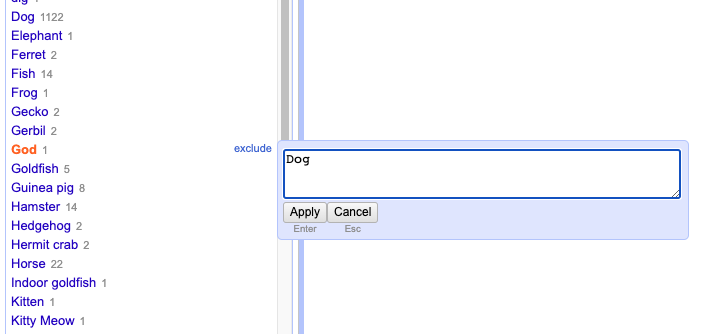 dig 1
Dog 1122
Elephant 1
Ferret 2
Fish 14
Frog 1
Gecko 2
Gerbil 2
God 1 exclude
Dog
Goldfish 5
Guinea pig 8
Hamster 14
Apply Cancel
Enter Esc
Hedgehog 2
Hermit crab 2
Horse 22
Indoor goldfish 1
Kitten 1
Kitty Meow 1